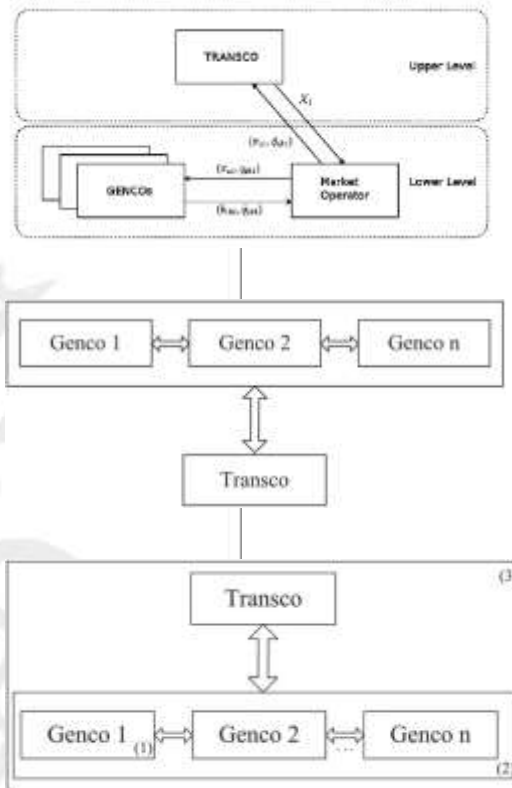 TRANSCO
Upper Level
GENCOs
Market
Operator
Lower Level
Genco 1
Genco 2
Genco n
Transco
(3
Transco
Genco 1
(1)
Genco 2
...
Genco n
(2)